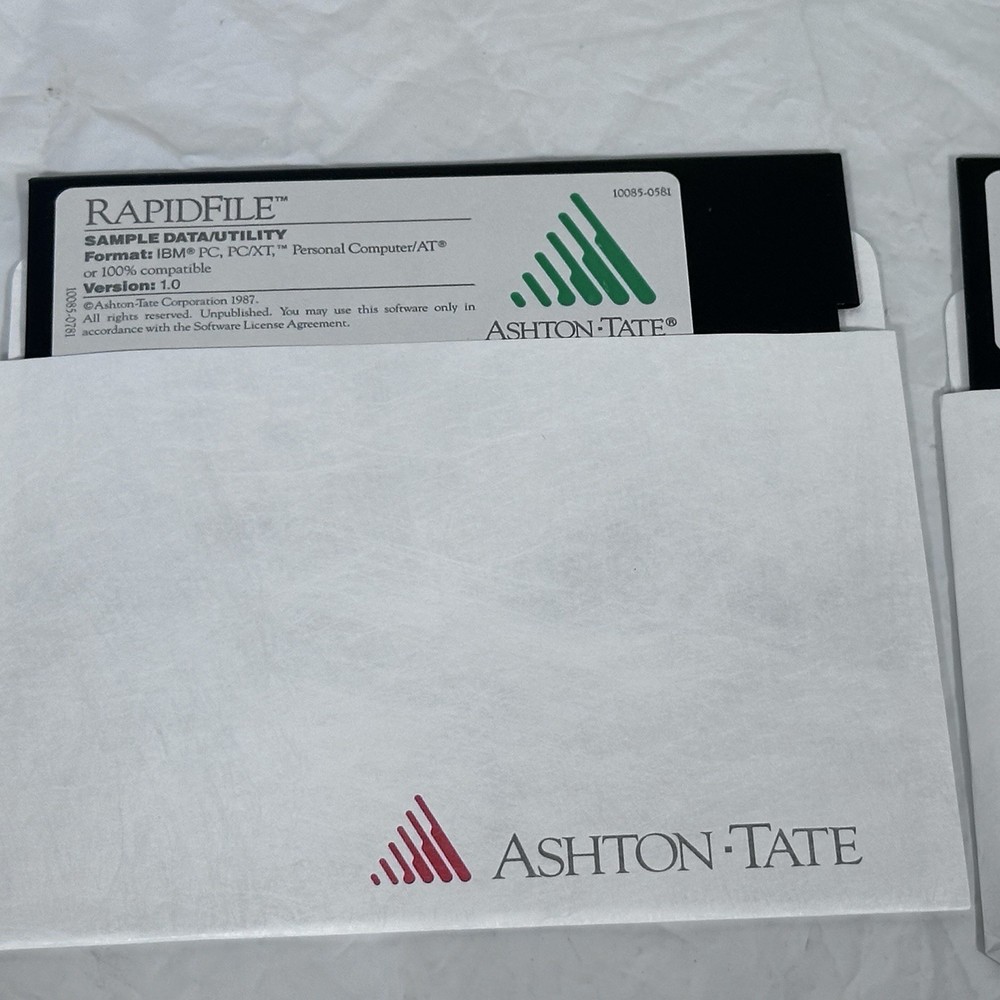 RAPIDFILE™
SAMPLE DATA/UTILITY
Format: IBM® PC, PC/XT,™ Personal Computer/AT®
or 100% compatible
Version: 1.0
©Ashton-Tate Corporation 1987.
All rights reserved. Unpublished. You may use this software only in
accordance with the Software License Agreement.
10085-0781
10085-0581
ASHTON·TATE®
ASHTON·TATE